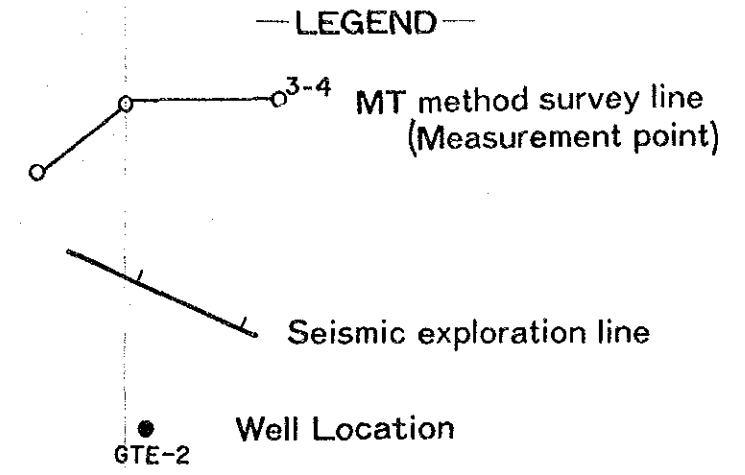 — LEGEND —
3-4 MT method survey line
(Measurement point)
Seismic exploration line
Well Location
GTE-2